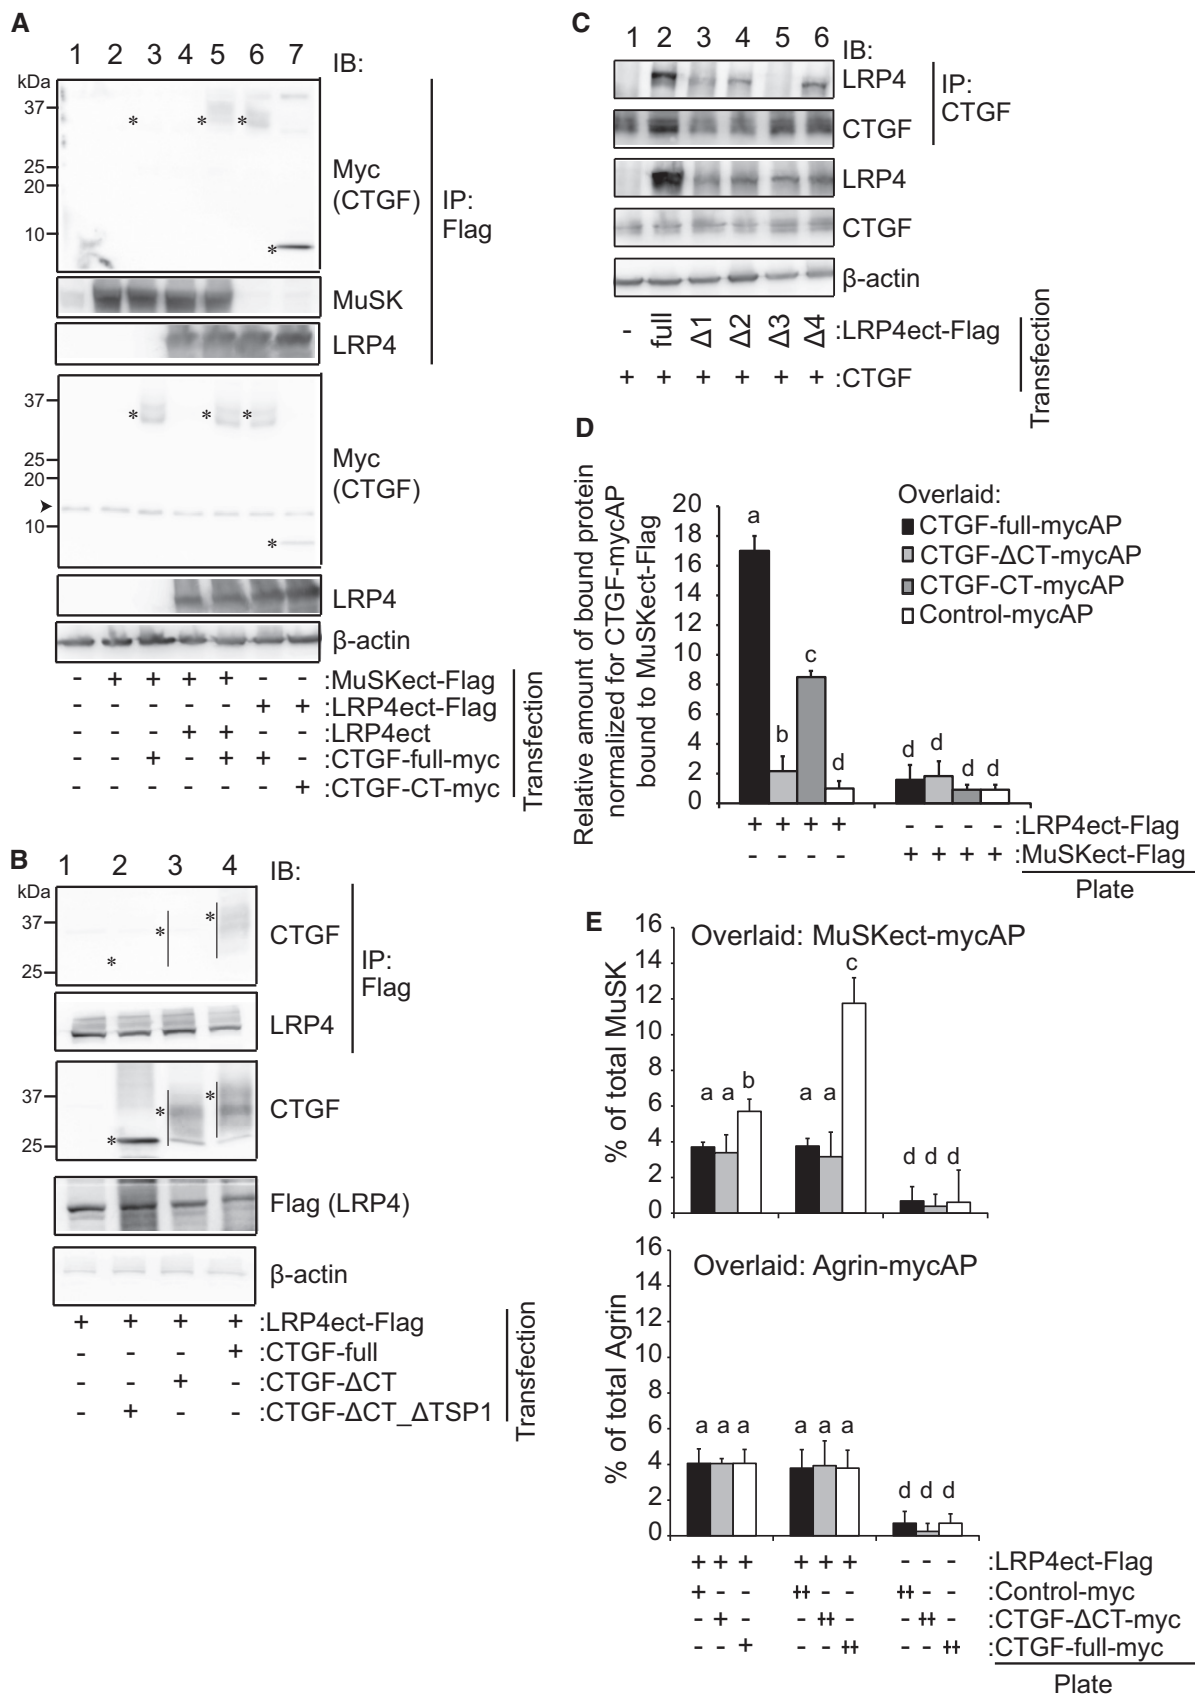 A
1 2 3 4 5 6 7 IB:
kDa
37
25
20
10
*
*
*
*
Myc
(CTGF)
MuSK
LRP4
IP:
Flag
37
25
20
10
*
*
*
*
Myc
(CTGF)
LRP4
β-actin
- + + + + - - :MuSKect-Flag
- - - - - + + :LRP4ect-Flag
- - - + + - - :LRP4ect
- - + - + + - :CTGF-full-myc
- - - - - - + :CTGF-CT-myc
Transfection
B
1 2 3 4 IB:
kDa
37
25
*
*
*
CTGF
LRP4
IP:
Flag
37
25
*
*
*
CTGF
Flag (LRP4)
β-actin
+ + + + :LRP4ect-Flag
- - - + :CTGF-full
- - + - :CTGF-ΔCT
- + - - :CTGF-ΔCT_ΔTSP1
Transfection
C
1 2 3 4 5 6 IB:
LRP4
CTGF
IP:
CTGF
LRP4
CTGF
β-actin
- full Δ1 Δ2 Δ3 Δ4 :LRP4ect-Flag
+ + + + + + :CTGF
Transfection
D
Relative amount of bound protein
normalized for CTGF-mycAP
bound to MuSKect-Flag
20
18
16
14
12
10
8
6
4
2
0
a
b
c
d
d d d d
Overlaid:
CTGF-full-mycAP
CTGF-ΔCT-mycAP
CTGF-CT-mycAP
Control-mycAP
+ + + + - - - - :LRP4ect-Flag
- - - - + + + + :MuSKect-Flag
Plate
E
Overlaid: MuSKect-mycAP
% of total MuSK
16
14
12
10
8
6
4
2
0
a a b
a a c
d d d
Overlaid: Agrin-mycAP
% of total Agrin
16
14
12
10
8
6
4
2
0
a a a
a a a
d d d
+ + + + + + - - - :LRP4ect-Flag
+ - - ++ - - ++ - - :Control-myc
- + - - ++ - - ++ - :CTGF-ΔCT-myc
- - + - - ++ - - ++ :CTGF-full-myc
Plate